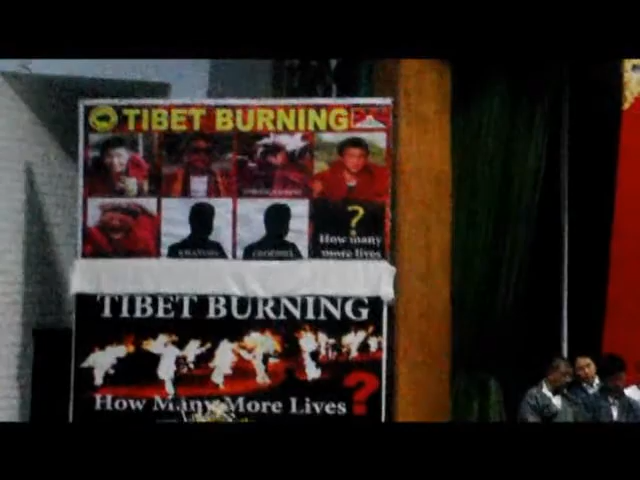 TIBET BURNING
?
How many
more lives
TIBET BURNING
How Many More Lives ?